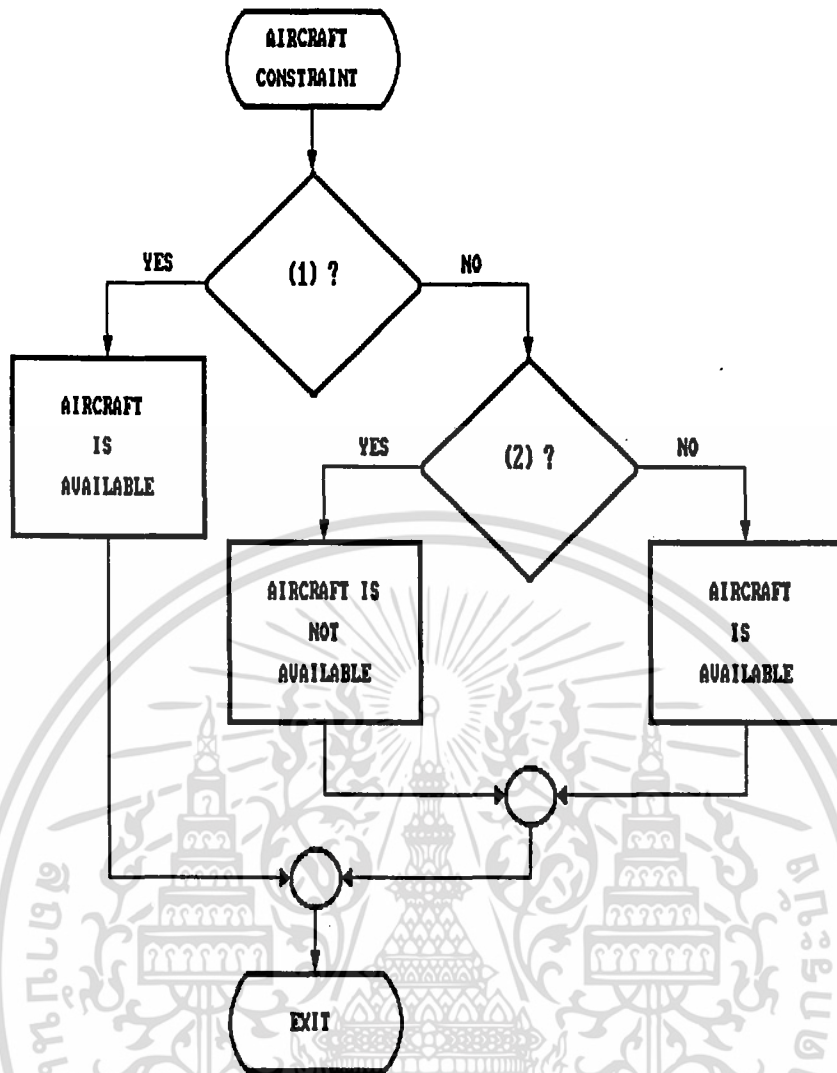 AIRCRAFT
CONSTRAINT
(1) ?
YES
NO
AIRCRAFT
IS
AVAILABLE
(2) ?
YES
NO
AIRCRAFT IS
NOT
AVAILABLE
AIRCRAFT
IS
AVAILABLE
EXIT